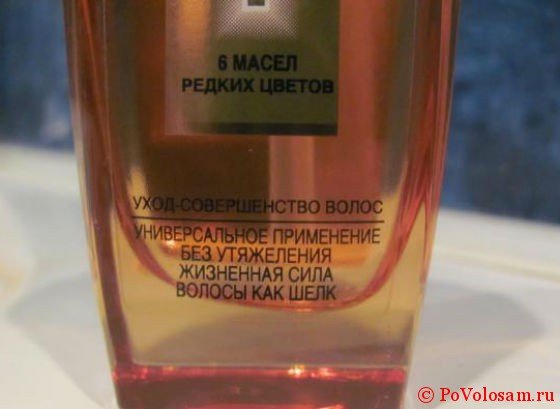 6 МАСЕЛ
РЕДКИХ ЦВЕТОВ
УХОД-СОВЕРШЕНСТВО ВОЛОС
УНИВЕРСАЛЬНОЕ ПРИМЕНЕНИЕ
БЕЗ УТЯЖЕЛЕНИЯ
ЖИЗНЕННАЯ СИЛА
ВОЛОСЫ КАК ШЕЛК
© PoVolosam.ru